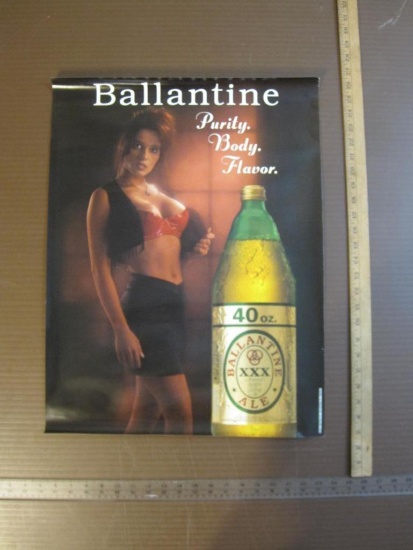 Ballantine
Purity.
Body.
Flavor.
40 oz.
BALLANTINE
XXX
ALE